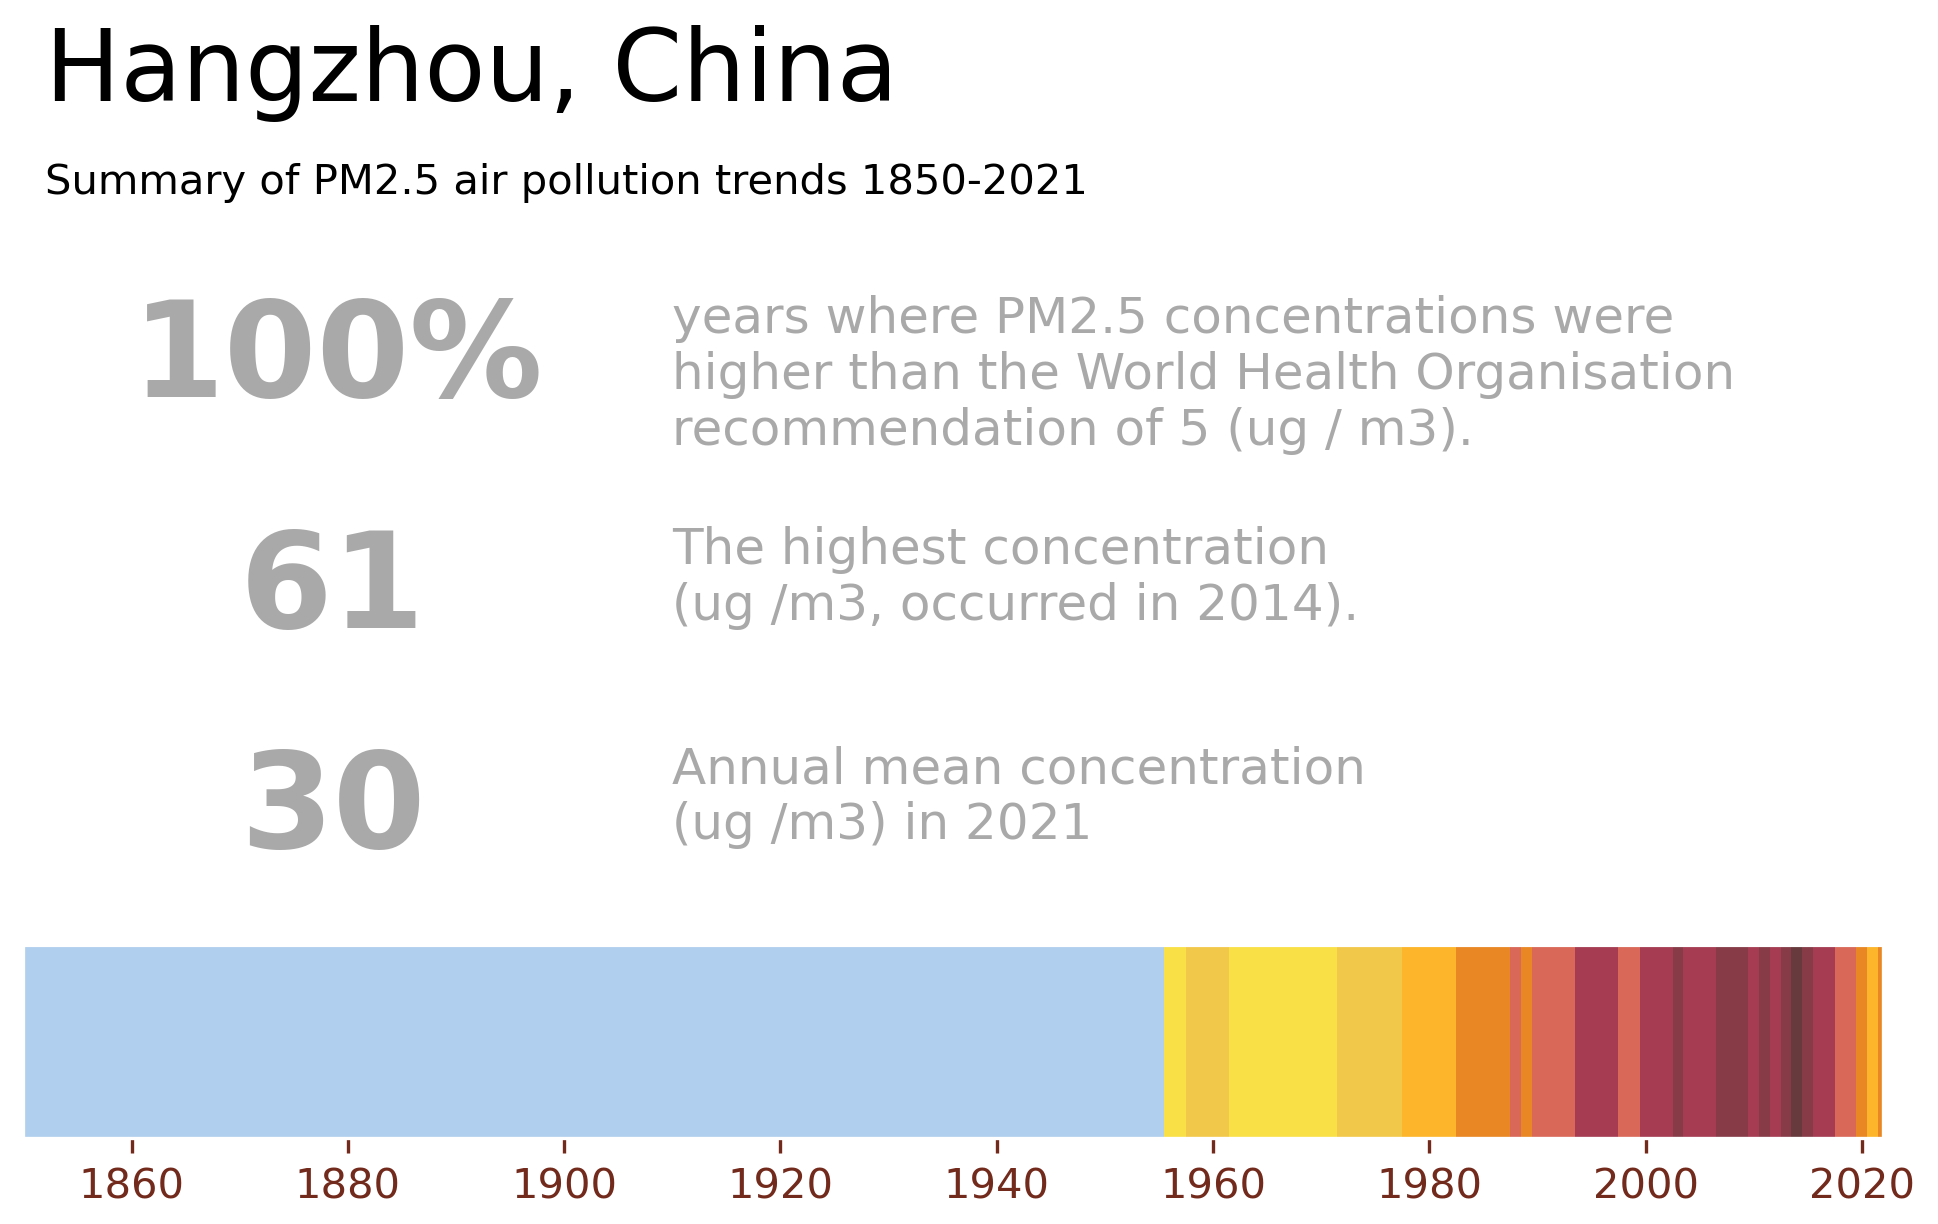 Hangzhou, China
Summary of PM2.5 air pollution trends 1850-2021
100%
years where PM2.5 concentrations were
higher than the World Health Organisation
recommendation of 5 (ug / m3).
61
The highest concentration
(ug /m3, occurred in 2014).
30
Annual mean concentration
(ug /m3) in 2021
1860 1880 1900 1920 1940 1960 1980 2000 2020